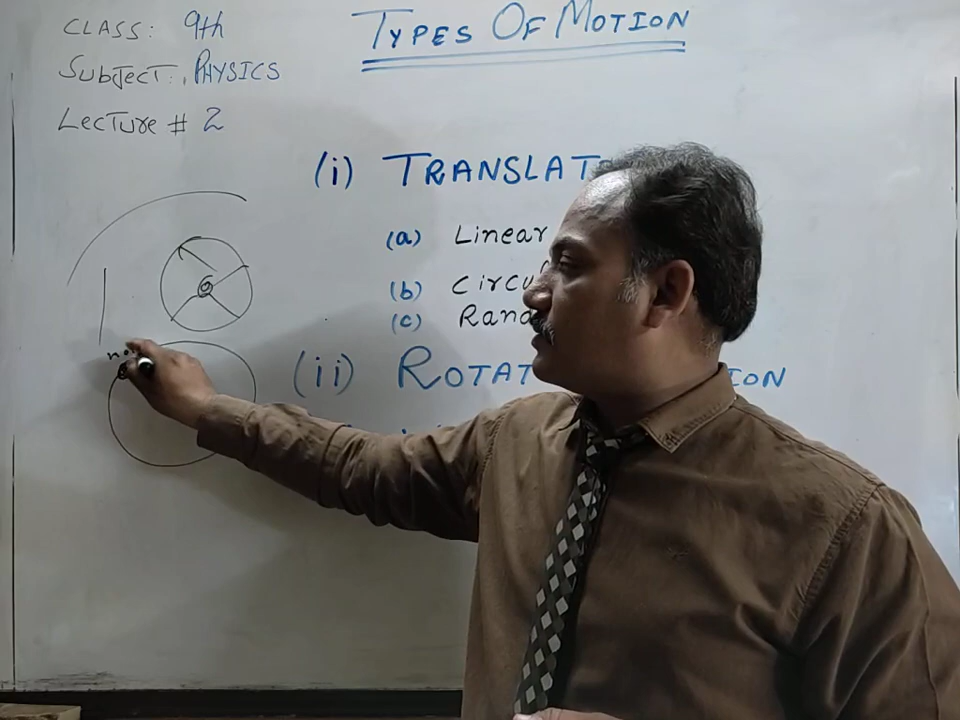 CLASS: 9th
SubJecT: PHYSICS
LecTure # 2
TYPES OF MOTION
(i) TRANSLAT
(a) Linear
(b) Circu
(c) Rand
(ii) ROTAT ION